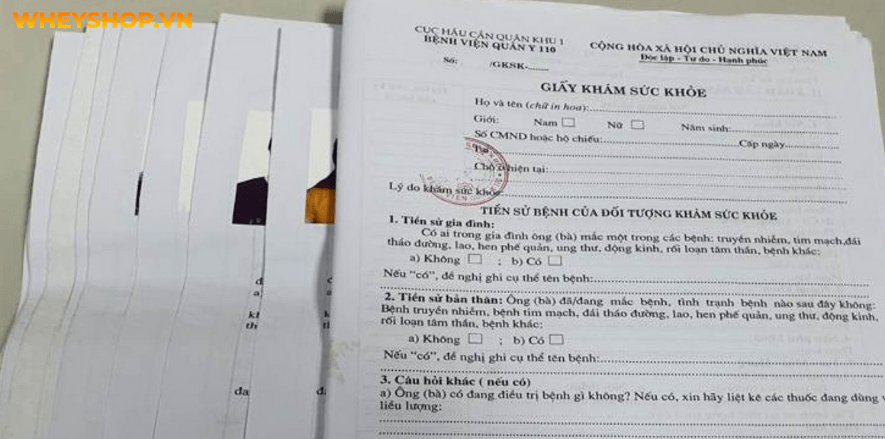 WHEYSHOP.VN
CỤC HẬU CẦN QUÂN KHU 1
BỆNH VIỆN QUÂN Y 110
CỘNG HÒA XÃ HỘI CHỦ NGHĨA VIỆT NAM
Độc lập - Tự do - Hạnh phúc
Số: /GKSK-........
GIẤY KHÁM SỨC KHỎE
Họ và tên (chữ in hoa):
Giới: Nam □ Nữ □ Năm sinh:
Số CMND hoặc hộ chiếu: Cấp ngày
Chỗ ở hiện tại:
Lý do khám sức khỏe:
TIỀN SỬ BỆNH CỦA ĐỐI TƯỢNG KHÁM SỨC KHỎE
1. Tiền sử gia đình:
Có ai trong gia đình ông (bà) mắc một trong các bệnh: truyền nhiễm, tim mạch,đái
tháo đường, lao, hen phế quản, ung thư, động kinh, rối loạn tâm thần, bệnh khác:
a) Không □ ; b) Có □
Nếu "có", đề nghị ghi cụ thể tên bệnh:
2. Tiền sử bản thân: Ông (bà) đã/đang mắc bệnh, tình trạnh bệnh nào sau đây không:
Bệnh truyền nhiễm, bệnh tim mạch, đái tháo đường, lao, hen phế quản, ung thư, động kinh,
rối loạn tâm thần, bệnh khác:
a) Không □ ; b) Có □
Nếu "có", đề nghị ghi cụ thể tên bệnh:
3. Câu hỏi khác ( nếu có)
a) Ông (bà) có đang điều trị bệnh gì không? Nếu có, xin hãy liệt kê các thuốc đang dùng
liều lượng: